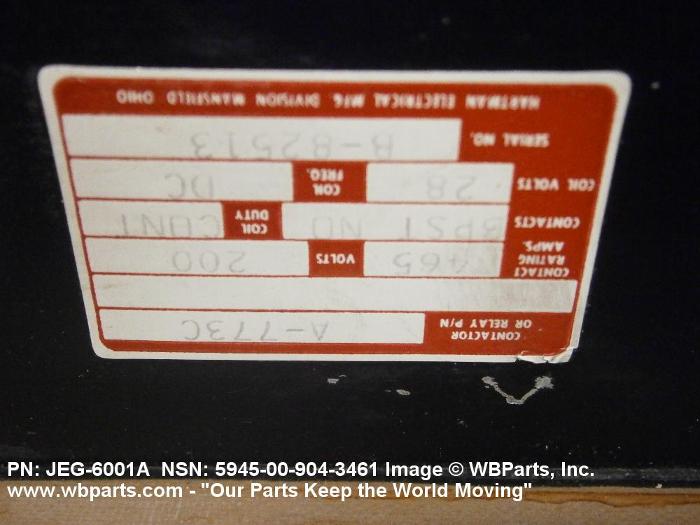 CONTACTOR OR RELAY P/N A-773C
CONTACT RATING AMPS. 465 VOLTS 200
CONTACTS 3PST NO COIL DUTY CONT
COIL VOLTS 28 COIL FREQ. DC
SERIAL NO. B-82513
HARTMAN ELECTRICAL MFG. DIVISION MANSFIELD OHIO
PN: JEG-6001A NSN: 5945-00-904-3461 Image © WBParts, Inc.
www.wbparts.com - "Our Parts Keep the World Moving"